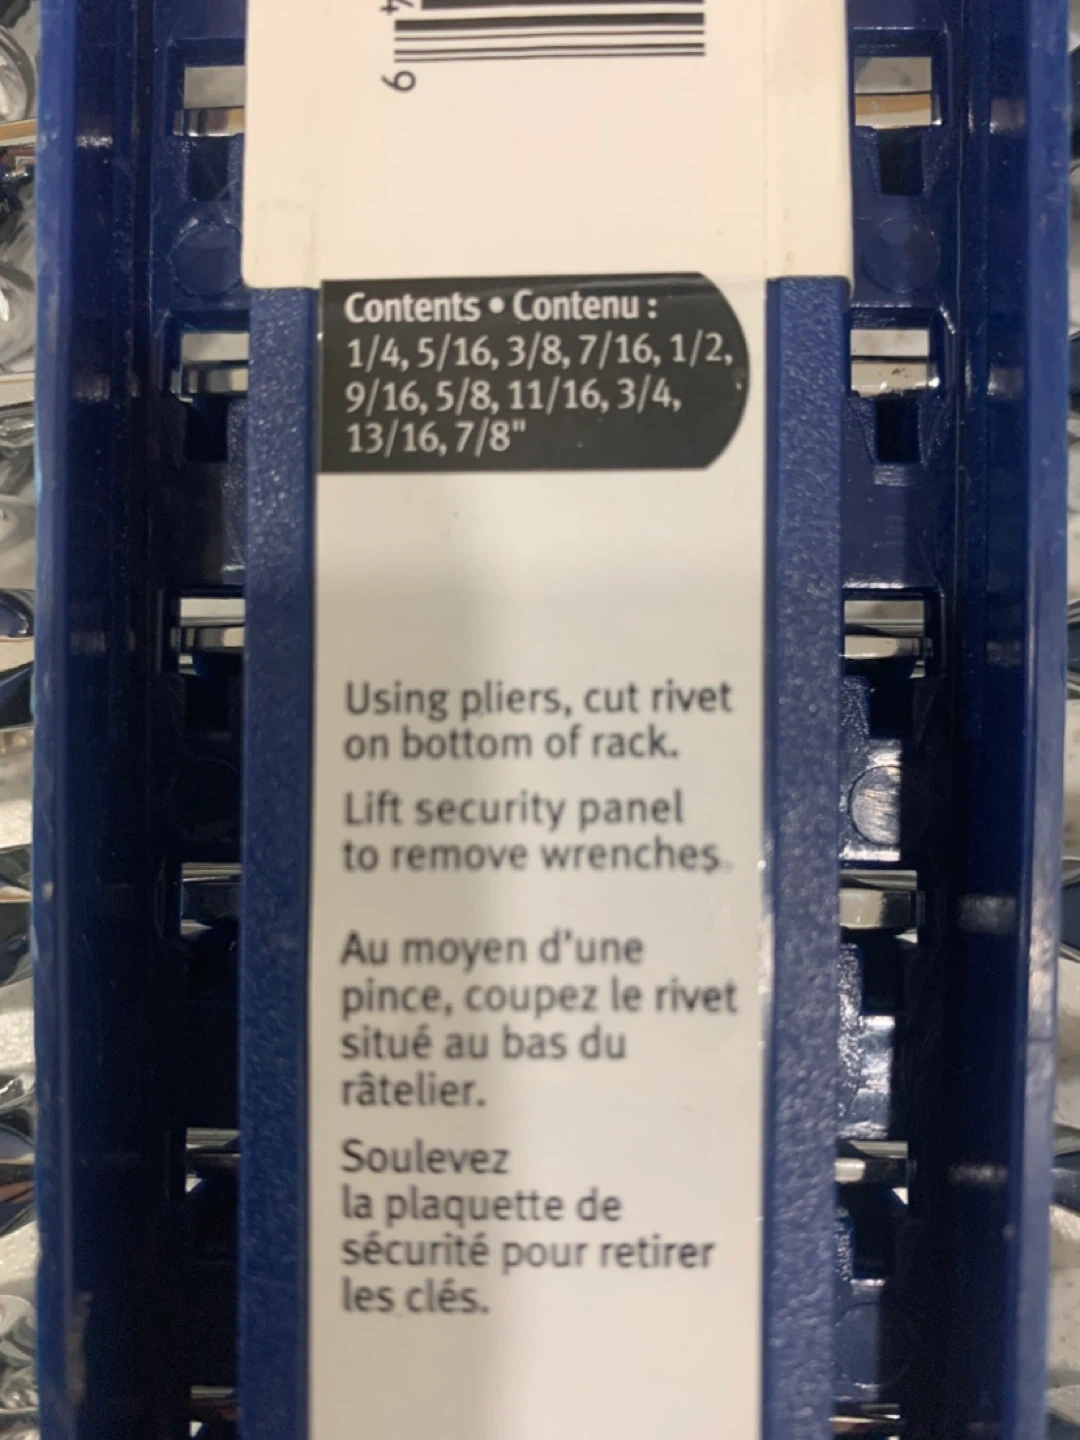 4
9
Contents • Contenu :
1/4, 5/16, 3/8, 7/16, 1/2,
9/16, 5/8, 11/16, 3/4,
13/16, 7/8"
Using pliers, cut rivet
on bottom of rack.
Lift security panel
to remove wrenches.
Au moyen d'une
pince, coupez le rivet
situé au bas du
râtelier.
Soulevez
la plaquette de
sécurité pour retirer
les clés.